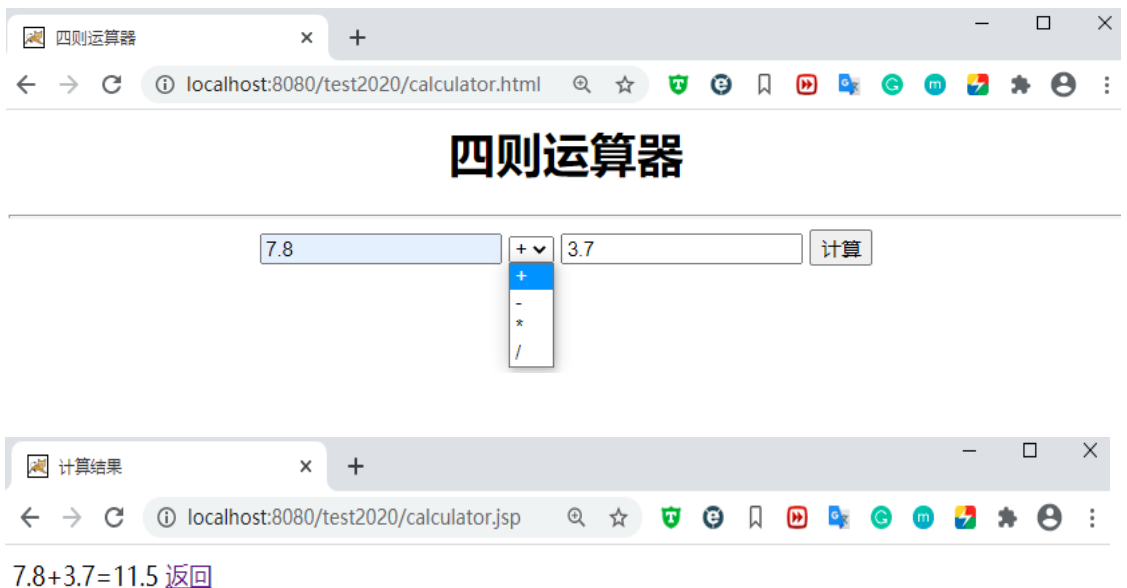 四则运算器
localhost:8080/test2020/calculator.html
四则运算器
7.8 + 3.7 计算
+
-
*
/
计算结果
localhost:8080/test2020/calculator.jsp
7.8+3.7=11.5 返回